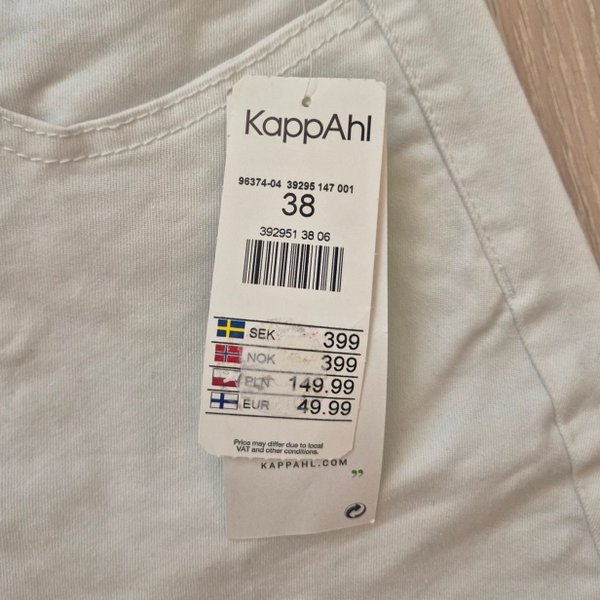 KappAhl
96374-04 39295 147 001
38
392951 38 06
SEK 399
NOK 399
PLN 149.99
EUR 49.99
Price may differ due to local
VAT and other conditions.
KAPPAHL.COM